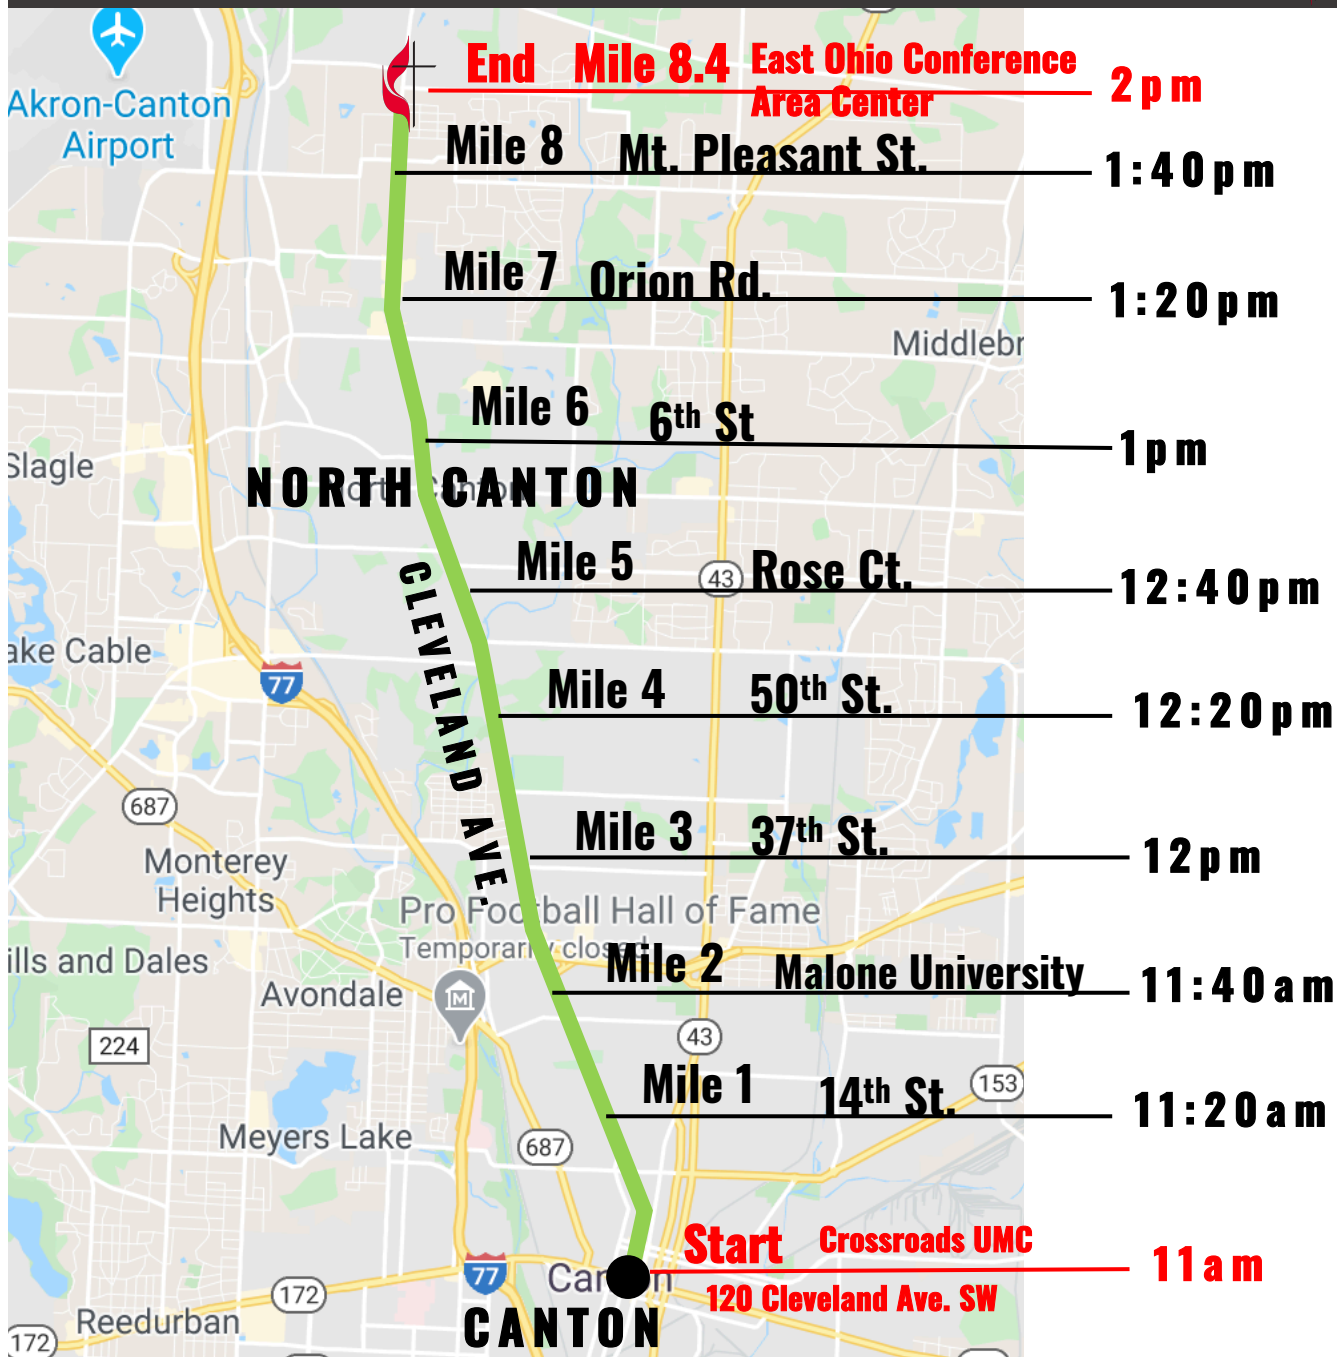 End Mile 8.4 East Ohio Conference
Area Center
2pm
Akron-Canton
Airport
Mile 8 Mt. Pleasant St. 1:40pm
Mile 7 Orion Rd. 1:20pm
Middlebr
Mile 6 6th St 1pm
Slagle
NORTH CANTON
Mile 5 43 Rose Ct. 12:40pm
CLEVELAND AVE.
ake Cable
77
Mile 4 50th St. 12:20pm
687
Mile 3 37th St. 12pm
Monterey
Heights
Pro Football Hall of Fame
Temporarily closed
ills and Dales
Mile 2 Malone University 11:40am
Avondale
224
43
Mile 1 14th St. 153 11:20am
Meyers Lake
687
Start Crossroads UMC 11am
77
Canton
172
120 Cleveland Ave. SW
Reedurban
CANTON
172